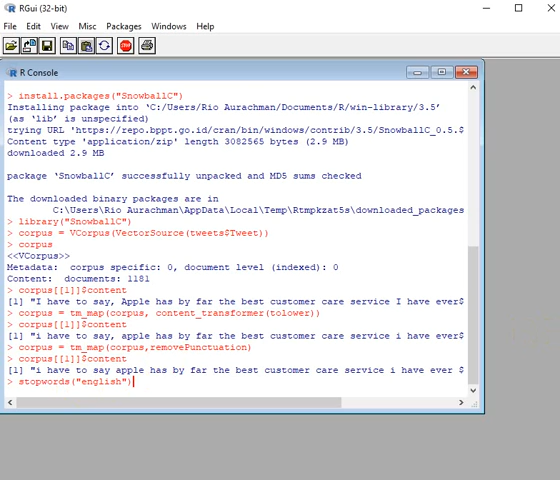 RGui (32-bit)
File Edit View Misc Packages Windows Help
STOP
R Console
> install.packages("SnowballC")
Installing package into ‘C:/Users/Rio Aurachman/Documents/R/win-library/3.5’
(as ‘lib’ is unspecified)
trying URL 'https://repo.bppt.go.id/cran/bin/windows/contrib/3.5/SnowballC_0.5.$
Content type 'application/zip' length 3082565 bytes (2.9 MB)
downloaded 2.9 MB
package ‘SnowballC’ successfully unpacked and MD5 sums checked
The downloaded binary packages are in
C:\Users\Rio Aurachman\AppData\Local\Temp\Rtmpkzat5s\downloaded_packages
> library("SnowballC")
> corpus = VCorpus(VectorSource(tweets$Tweet))
> corpus
<<VCorpus>>
Metadata: corpus specific: 0, document level (indexed): 0
Content: documents: 1181
> corpus[[1]]$content
[1] "I have to say, Apple has by far the best customer care service I have ever$
> corpus = tm_map(corpus, content_transformer(tolower))
> corpus[[1]]$content
[1] "i have to say, apple has by far the best customer care service i have ever$
> corpus = tm_map(corpus,removePunctuation)
> corpus[[1]]$content
[1] "i have to say apple has by far the best customer care service i have ever $
> stopwords("english")